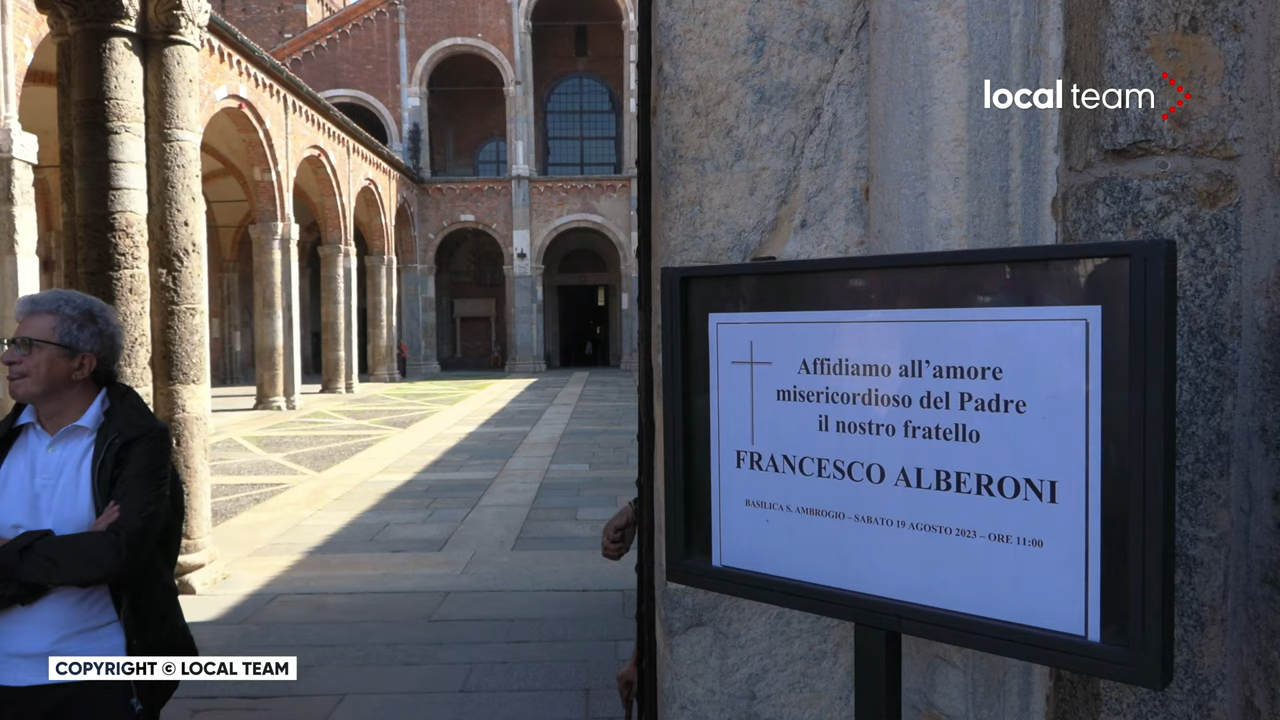 local team
Affidiamo all'amore
misericordioso del Padre
il nostro fratello
FRANCESCO ALBERONI
BASILICA S. AMBROGIO – SABATO 19 AGOSTO 2023 – ORE 11:00
COPYRIGHT © LOCAL TEAM